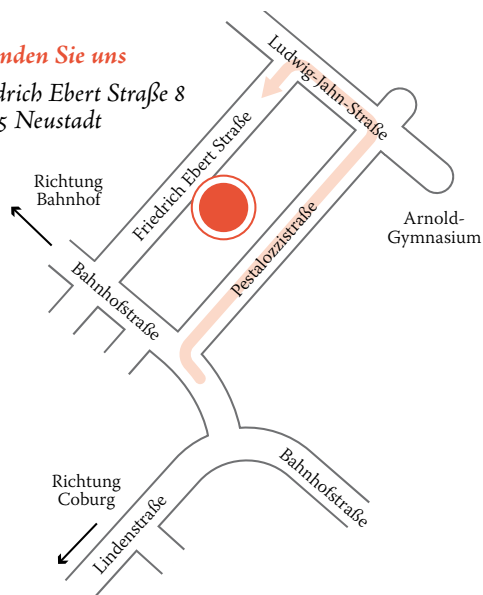 nden Sie uns
drich Ebert Straße 8
5 Neustadt
Ludwig-Jahn-Straße
Friedrich Ebert Straße
Richtung
Bahnhof
Arnold-
Gymnasium
Pestalozzistraße
Bahnhofstraße
Richtung
Coburg
Bahnhofstraße
Lindenstraße